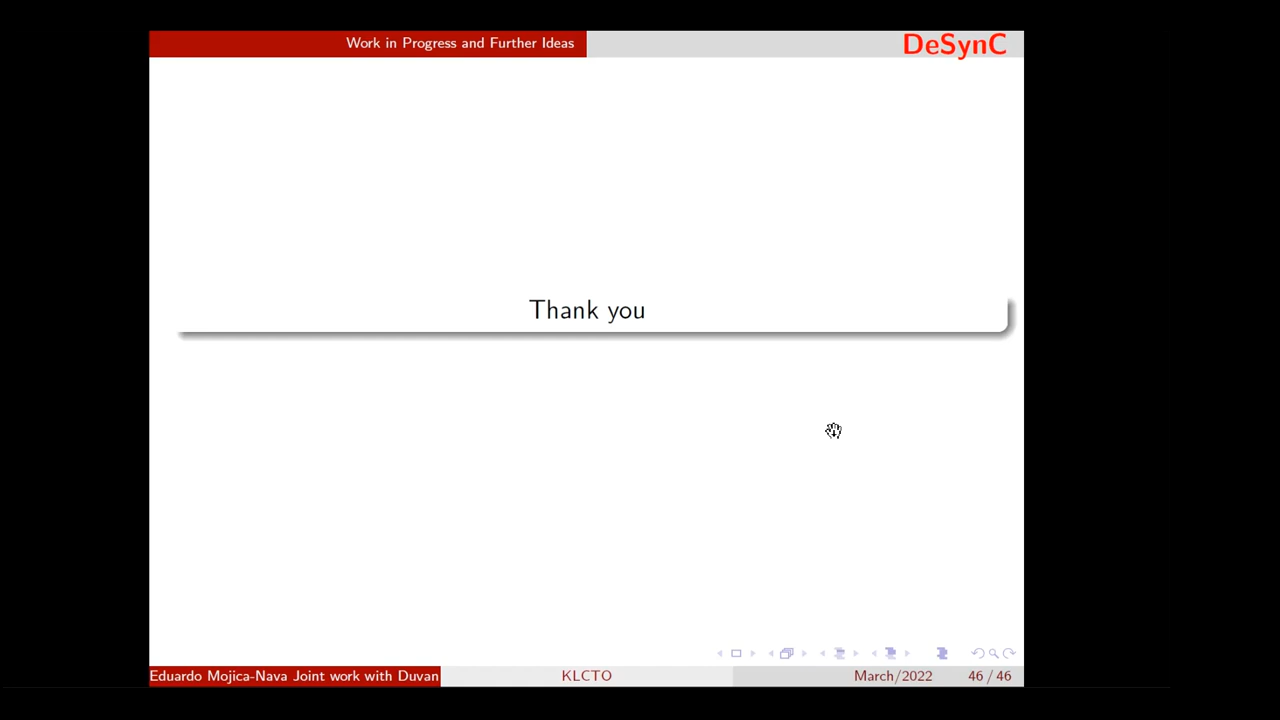 Work in Progress and Further Ideas
DeSynC
Thank you
Eduardo Mojica-Nava Joint work with Duvan
KLCTO
March/2022
46 / 46